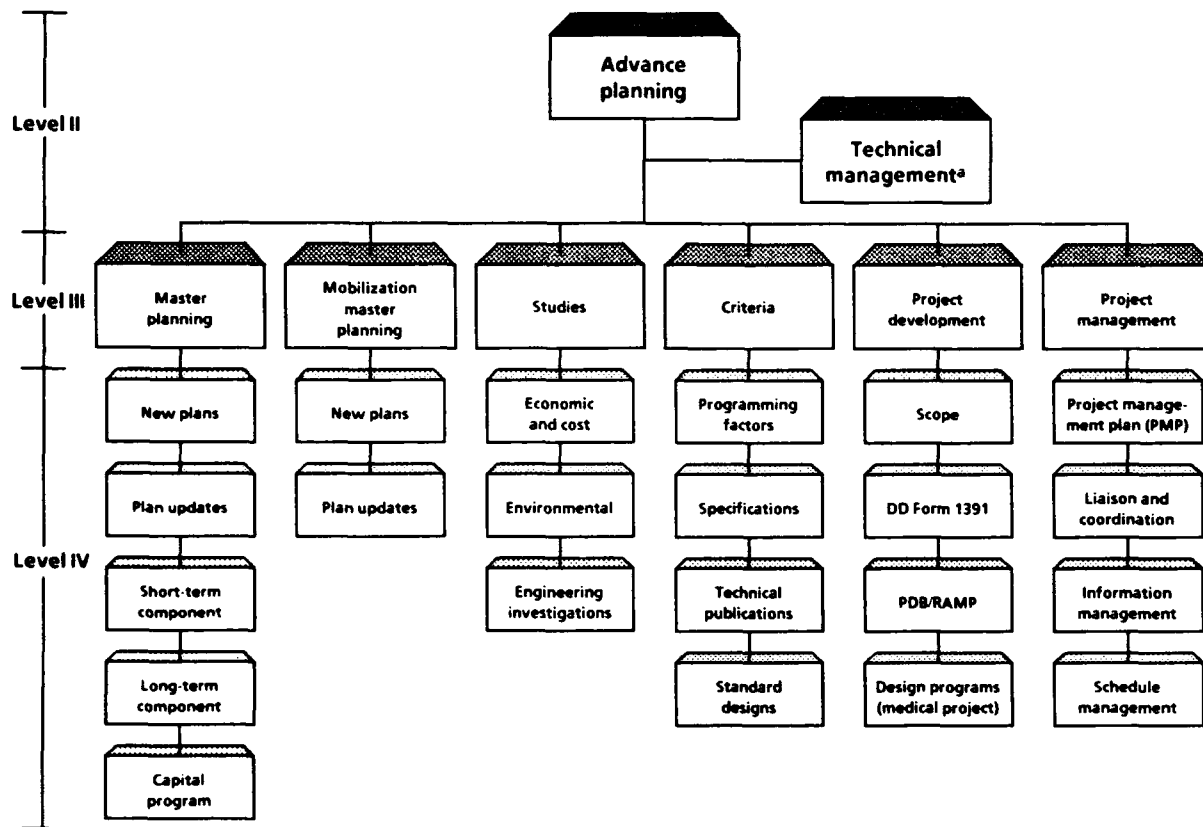 Advance
planning
Level II
Technical
managementᵃ
Level III
Master
planning
Mobilization
master
planning
Studies
Criteria
Project
development
Project
management
Level IV
New plans
Plan updates
Short-term
component
Long-term
component
Capital
program
New plans
Plan updates
Economic
and cost
Environmental
Engineering
investigations
Programming
factors
Specifications
Technical
publications
Standard
designs
Scope
DD Form 1391
PDB/RAMP
Design programs
(medical project)
Project manage-
ment plan (PMP)
Liaison and
coordination
Information
management
Schedule
management